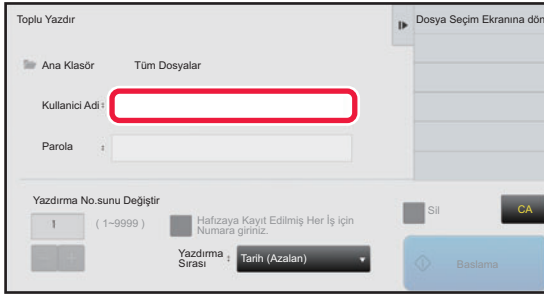 Toplu Yazdır
Dosya Seçim Ekranına dön
Ana Klasör Tüm Dosyalar
Kullanici Adi :
Parola :
Yazdırma No.sunu Değiştir
1 ( 1~9999 )
Hafızaya Kayıt Edilmiş Her İş için
Numara giriniz.
Sil
CA
Yazdırma
Sırası : Tarih (Azalan)
Baslama